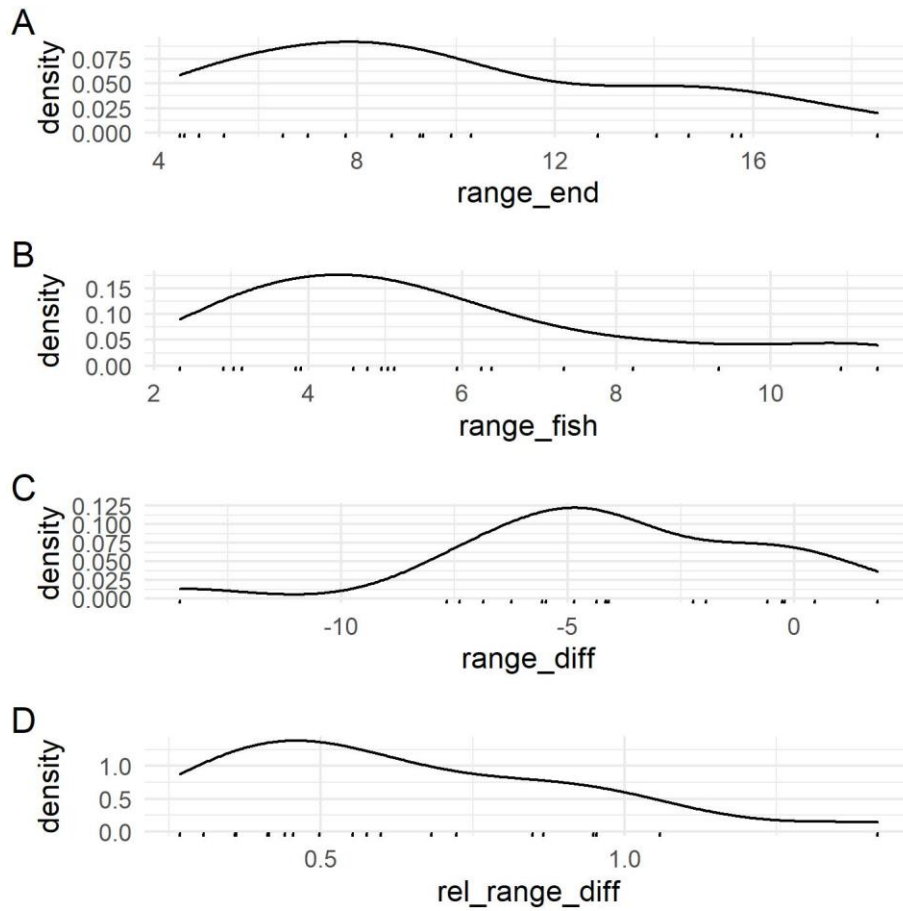 A
density
0.075
0.050
0.025
0.000
4 8 12 16
range_end
B
density
0.15
0.10
0.05
0.00
2 4 6 8 10
range_fish
C
density
0.125
0.100
0.075
0.050
0.025
0.000
-10 -5 0
range_diff
D
density
1.0
0.5
0.0
0.5 1.0
rel_range_diff